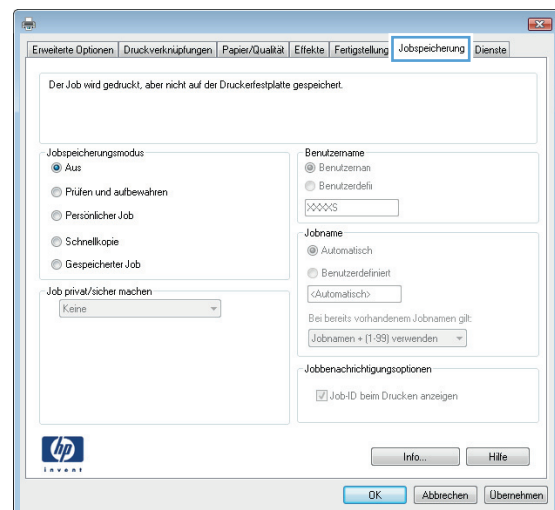 Erweiterte Optionen Druckverknüpfungen Papier/Qualität Effekte Fertigstellung Jobspeicherung Dienste
Der Job wird gedruckt, aber nicht auf der Druckerfestplatte gespeichert.
Jobspeicherungsmodus
Aus
Prüfen und aufbewahren
Persönlicher Job
Schnellkopie
Gespeicherter Job
Job privat/sicher machen
Keine
Benutzername
Benutzernan
Benutzerdefi
XXXXS
Jobname
Automatisch
Benutzerdefiniert
<Automatisch>
Bei bereits vorhandenem Jobnamen gilt:
Jobnamen + (1-99) verwenden
Jobbenachrichtigungsoptionen
Job-ID beim Drucken anzeigen
hp
invent
Info... Hilfe
OK Abbrechen Übernehmen